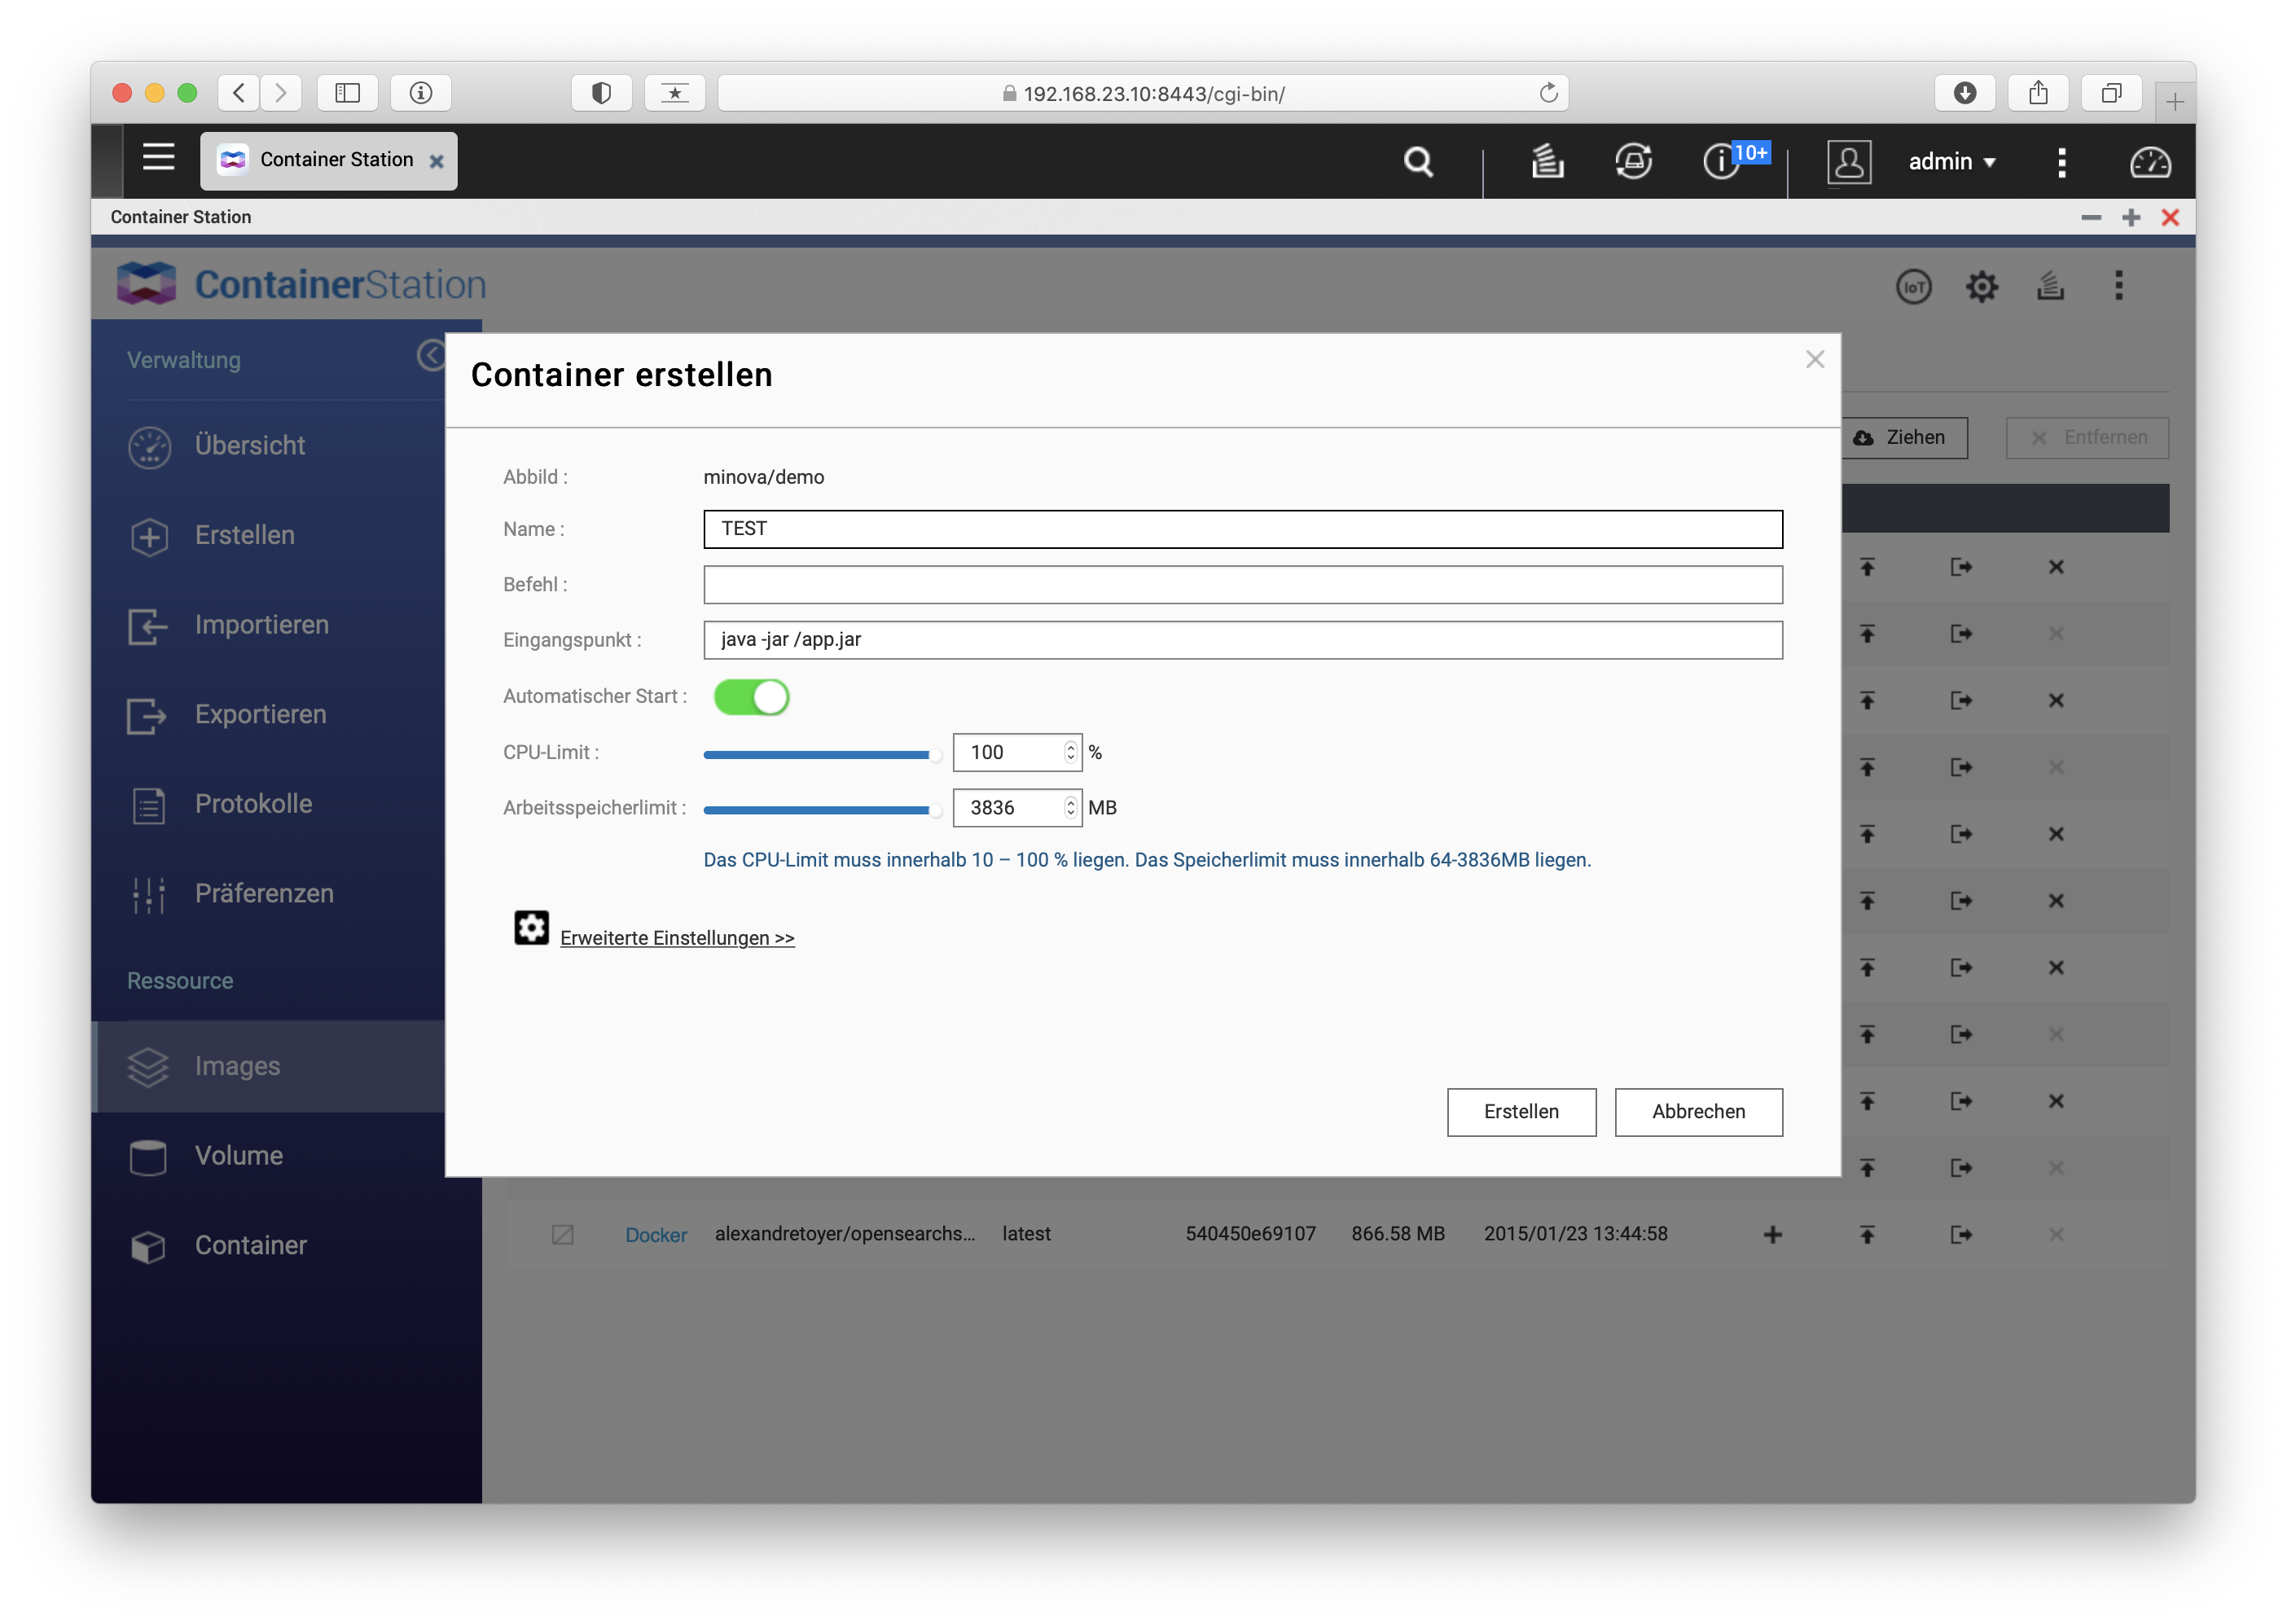 192.168.23.10:8443/cgi-bin/
Container Station
10+
admin
Container Station
ContainerStation
IoT
Verwaltung
Übersicht
Erstellen
Importieren
Exportieren
Protokolle
Präferenzen
Ressource
Images
Volume
Container
Ziehen
Entfernen
Container erstellen
Abbild :
minova/demo
Name :
TEST
Befehl :
Eingangspunkt :
java -jar /app.jar
Automatischer Start :
CPU-Limit :
100
%
Arbeitsspeicherlimit :
3836
MB
Das CPU-Limit muss innerhalb 10 – 100 % liegen. Das Speicherlimit muss innerhalb 64-3836MB liegen.
Erweiterte Einstellungen >>
Erstellen
Abbrechen
Docker alexandretoyer/opensearchs... latest 540450e69107 866.58 MB 2015/01/23 13:44:58